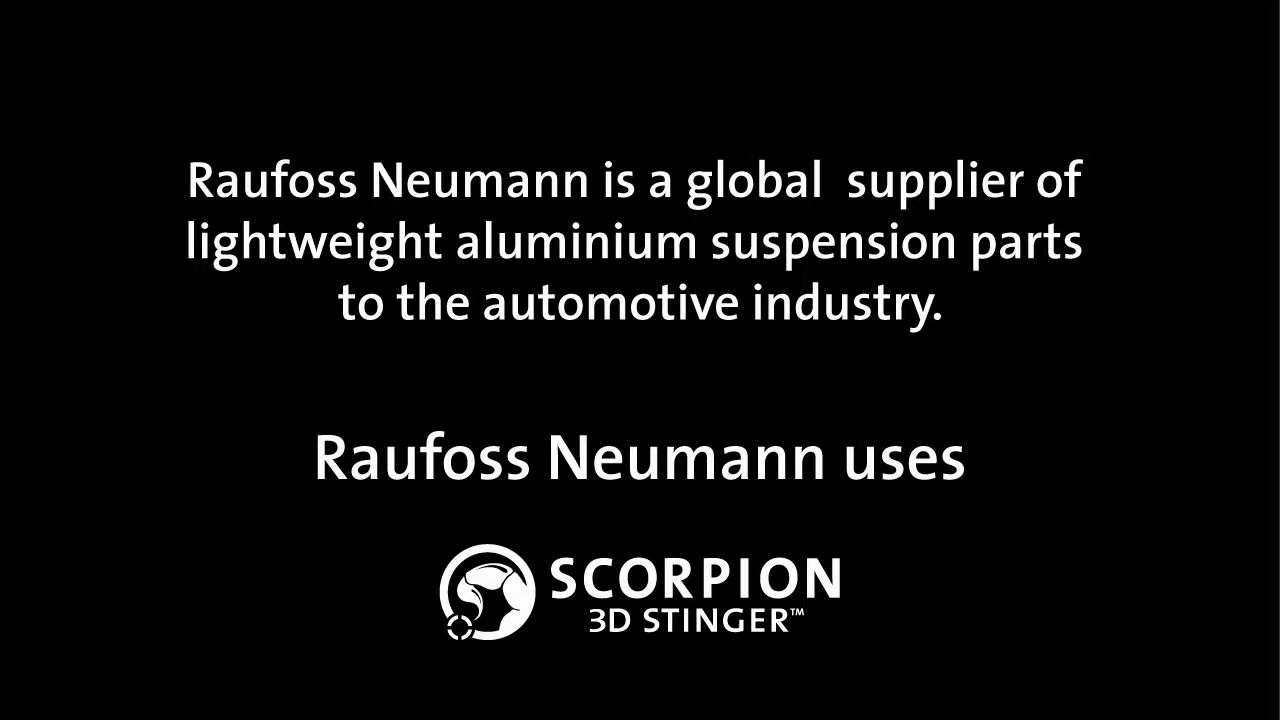 Raufoss Neumann is a global supplier of
lightweight aluminium suspension parts
to the automotive industry.
Raufoss Neumann uses
SCORPION
3D STINGER™